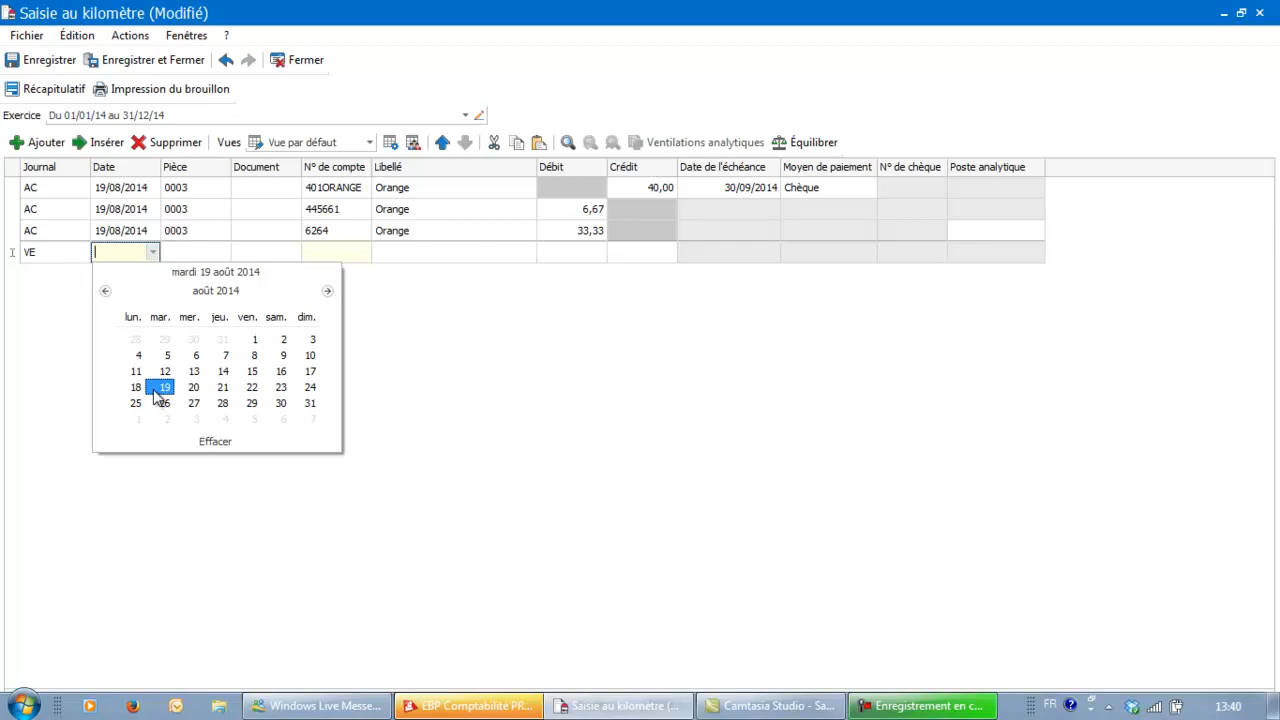 Saisie au kilomètre (Modifié)
Fichier Édition Actions Fenêtres ?
Enregistrer Enregistrer et Fermer Fermer
Récapitulatif Impression du brouillon
Exercice Du 01/01/14 au 31/12/14
Ajouter Insérer Supprimer Vues Vue par défaut Ventilations analytiques Équilibrer
Journal Date Pièce Document N° de compte Libellé Débit Crédit Date de l'échéance Moyen de paiement N° de chèque Poste analytique
AC 19/08/2014 0003 401ORANGE Orange 40,00 30/09/2014 Chèque
AC 19/08/2014 0003 445661 Orange 6,67
AC 19/08/2014 0003 6264 Orange 33,33
VE
mardi 19 août 2014
août 2014
lun. mar. mer. jeu. ven. sam. dim.
28 29 30 31 1 2 3
4 5 6 7 8 9 10
11 12 13 14 15 16 17
18 19 20 21 22 23 24
25 26 27 28 29 30 31
1 2 3 4 5 6 7
Effacer
Windows Live Messe... EBP Comptabilité PR... Saisie au kilomètre (... Camtasia Studio - Sa... Enregistrement en c... FR ? 13:40